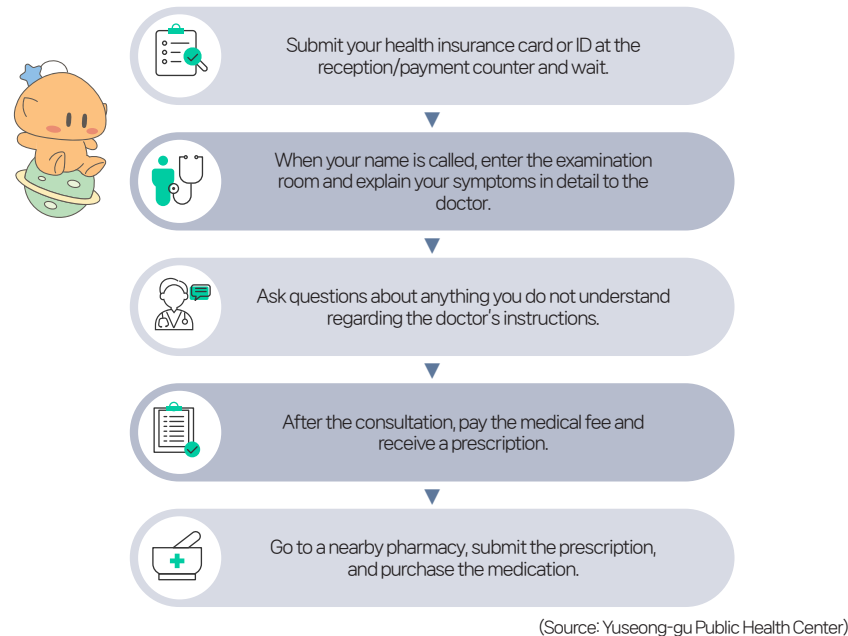 Submit your health insurance card or ID at the
reception/payment counter and wait.
When your name is called, enter the examination
room and explain your symptoms in detail to the
doctor.
Ask questions about anything you do not understand
regarding the doctor's instructions.
After the consultation, pay the medical fee and
receive a prescription.
Go to a nearby pharmacy, submit the prescription,
and purchase the medication.
(Source: Yuseong-gu Public Health Center)